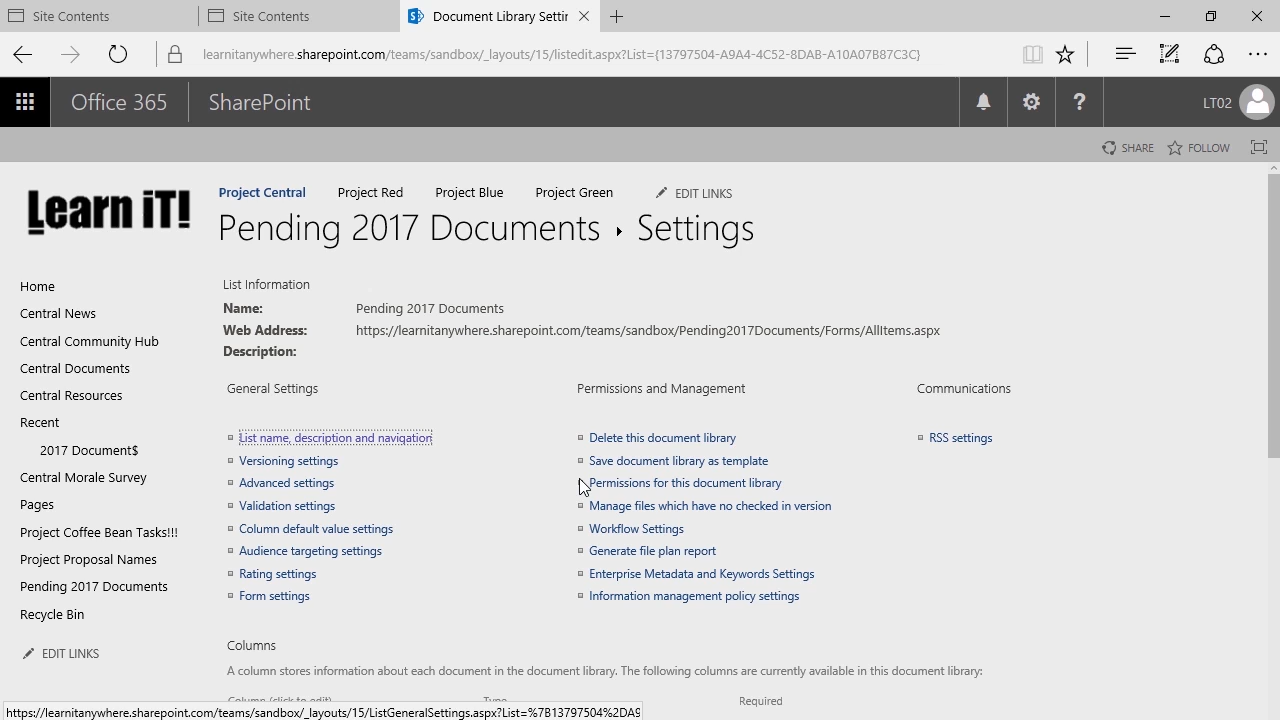 Site Contents
Site Contents
Document Library Settin
learnitanywhere.sharepoint.com/teams/sandbox/_layouts/15/listedit.aspx?List={13797504-A9A4-4C52-8DAB-A10A07B87C3C}
Office 365
SharePoint
?
LT02
SHARE
FOLLOW
Learn iT!
Project Central
Project Red
Project Blue
Project Green
EDIT LINKS
Pending 2017 Documents ▸ Settings
Home
Central News
Central Community Hub
Central Documents
Central Resources
Recent
2017 Document$
Central Morale Survey
Pages
Project Coffee Bean Tasks!!!
Project Proposal Names
Pending 2017 Documents
Recycle Bin
EDIT LINKS
List Information
Name: Pending 2017 Documents
Web Address: https://learnitanywhere.sharepoint.com/teams/sandbox/Pending2017Documents/Forms/AllItems.aspx
Description:
General Settings
List name, description and navigation
Versioning settings
Advanced settings
Validation settings
Column default value settings
Audience targeting settings
Rating settings
Form settings
Permissions and Management
Delete this document library
Save document library as template
Permissions for this document library
Manage files which have no checked in version
Workflow Settings
Generate file plan report
Enterprise Metadata and Keywords Settings
Information management policy settings
Communications
RSS settings
Columns
A column stores information about each document in the document library. The following columns are currently available in this document library:
Column (click to edit)
Type
Required
https://learnitanywhere.sharepoint.com/teams/sandbox/_layouts/15/ListGeneralSettings.aspx?List=%7B13797504%2DA9